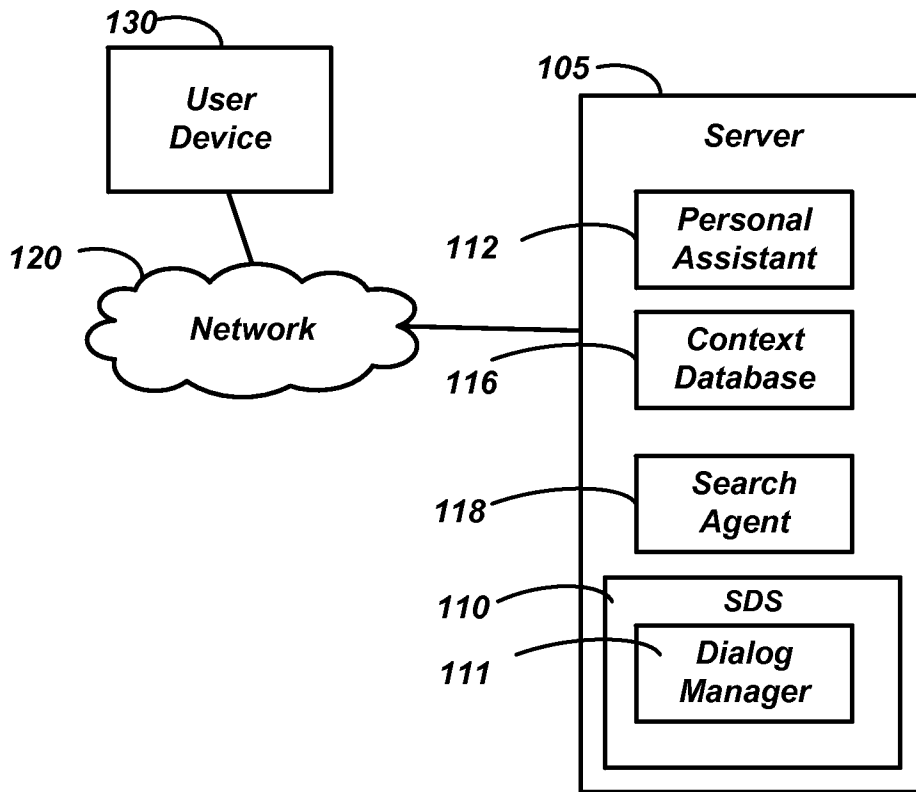 130
User
Device
105
Server
120
Network
112
Personal
Assistant
116
Context
Database
118
Search
Agent
110
SDS
111
Dialog
Manager